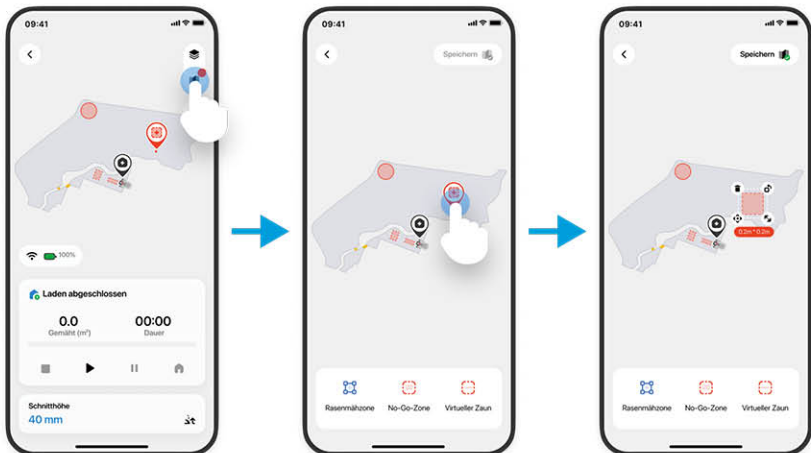 09:41
100%
Laden abgeschlossen
0.0
Gemäht (m²)
00:00
Dauer
Schnitthöhe
40 mm
09:41
Speichern
Rasenmähzone
No-Go-Zone
Virtueller Zaun
09:41
Speichern
0.2m * 0.2m
Rasenmähzone
No-Go-Zone
Virtueller Zaun